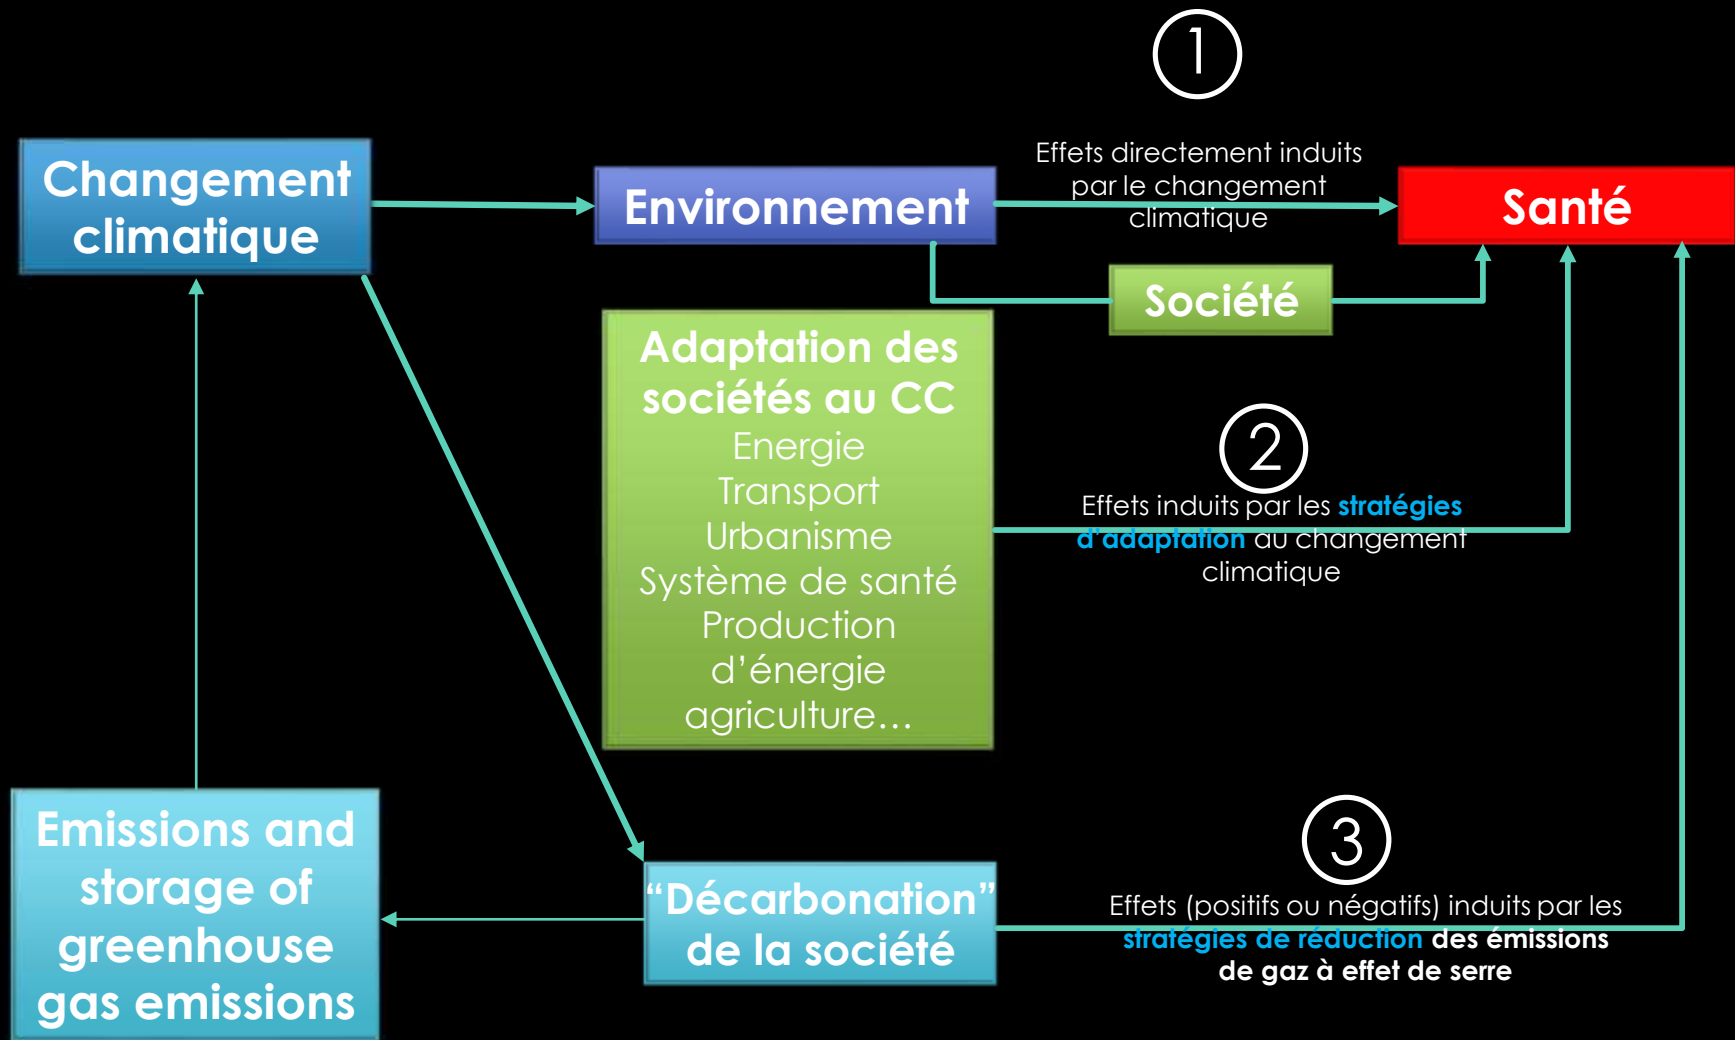 1
Changement
climatique
Environnement
Effets directement induits
par le changement
climatique
Santé
Société
Adaptation des
sociétés au CC
Energie
Transport
Urbanisme
Système de santé
Production
d’énergie
agriculture…
2
Effets induits par les stratégies
d’adaptation au changement
climatique
Emissions and
storage of
greenhouse
gas emissions
“Décarbonation”
de la société
3
Effets (positifs ou négatifs) induits par les
stratégies de réduction des émissions
de gaz à effet de serre